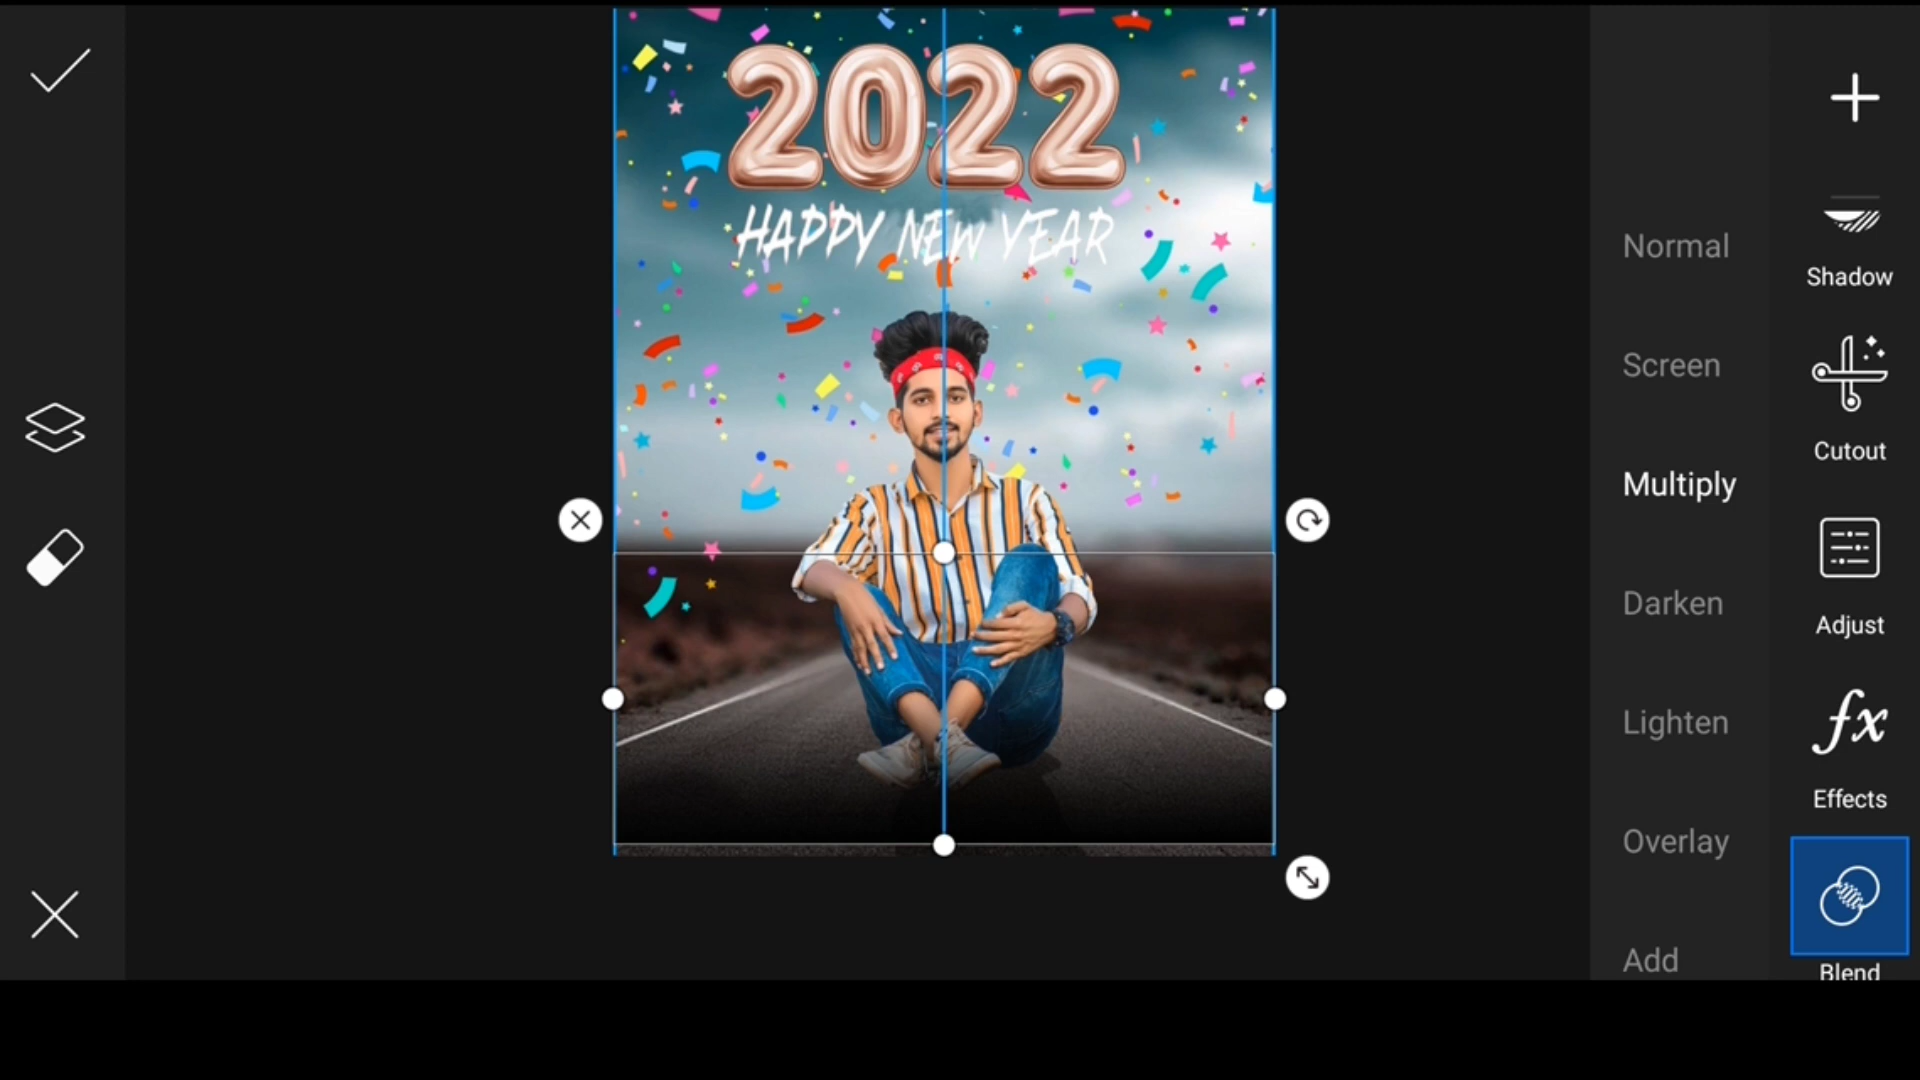 2022
HAPPY NEW YEAR
Normal
Screen
Multiply
Darken
Lighten
Overlay
Add
Shadow
Cutout
Adjust
fx
Effects
Blend